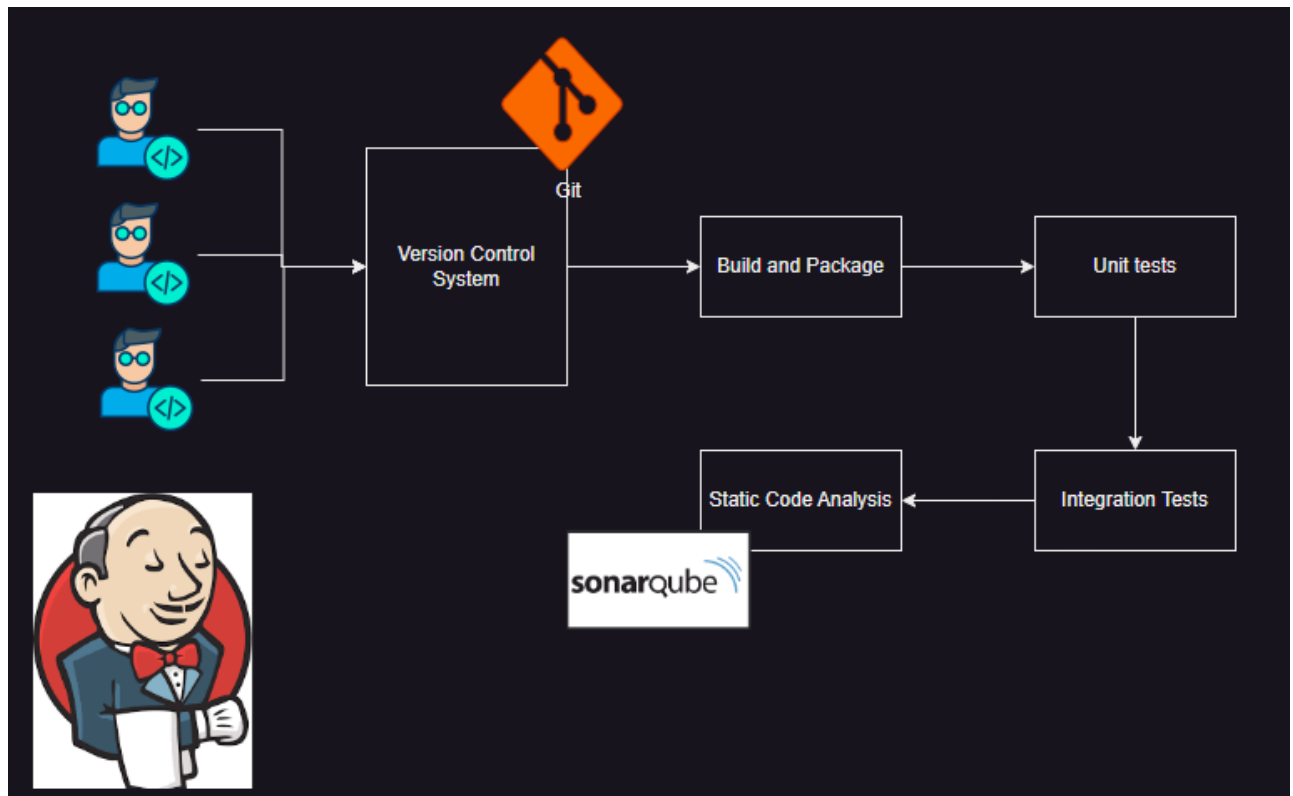 Git
Version Control
System
Build and Package
Unit tests
Static Code Analysis
Integration Tests
sonarqube
</>
</>
</>